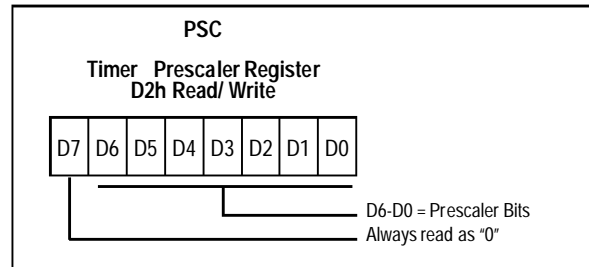 PSC
Timer Prescaler Register
D2h Read/ Write
D7 D6 D5 D4 D3 D2 D1 D0
D6-D0 = Prescaler Bits
Always read as “0”